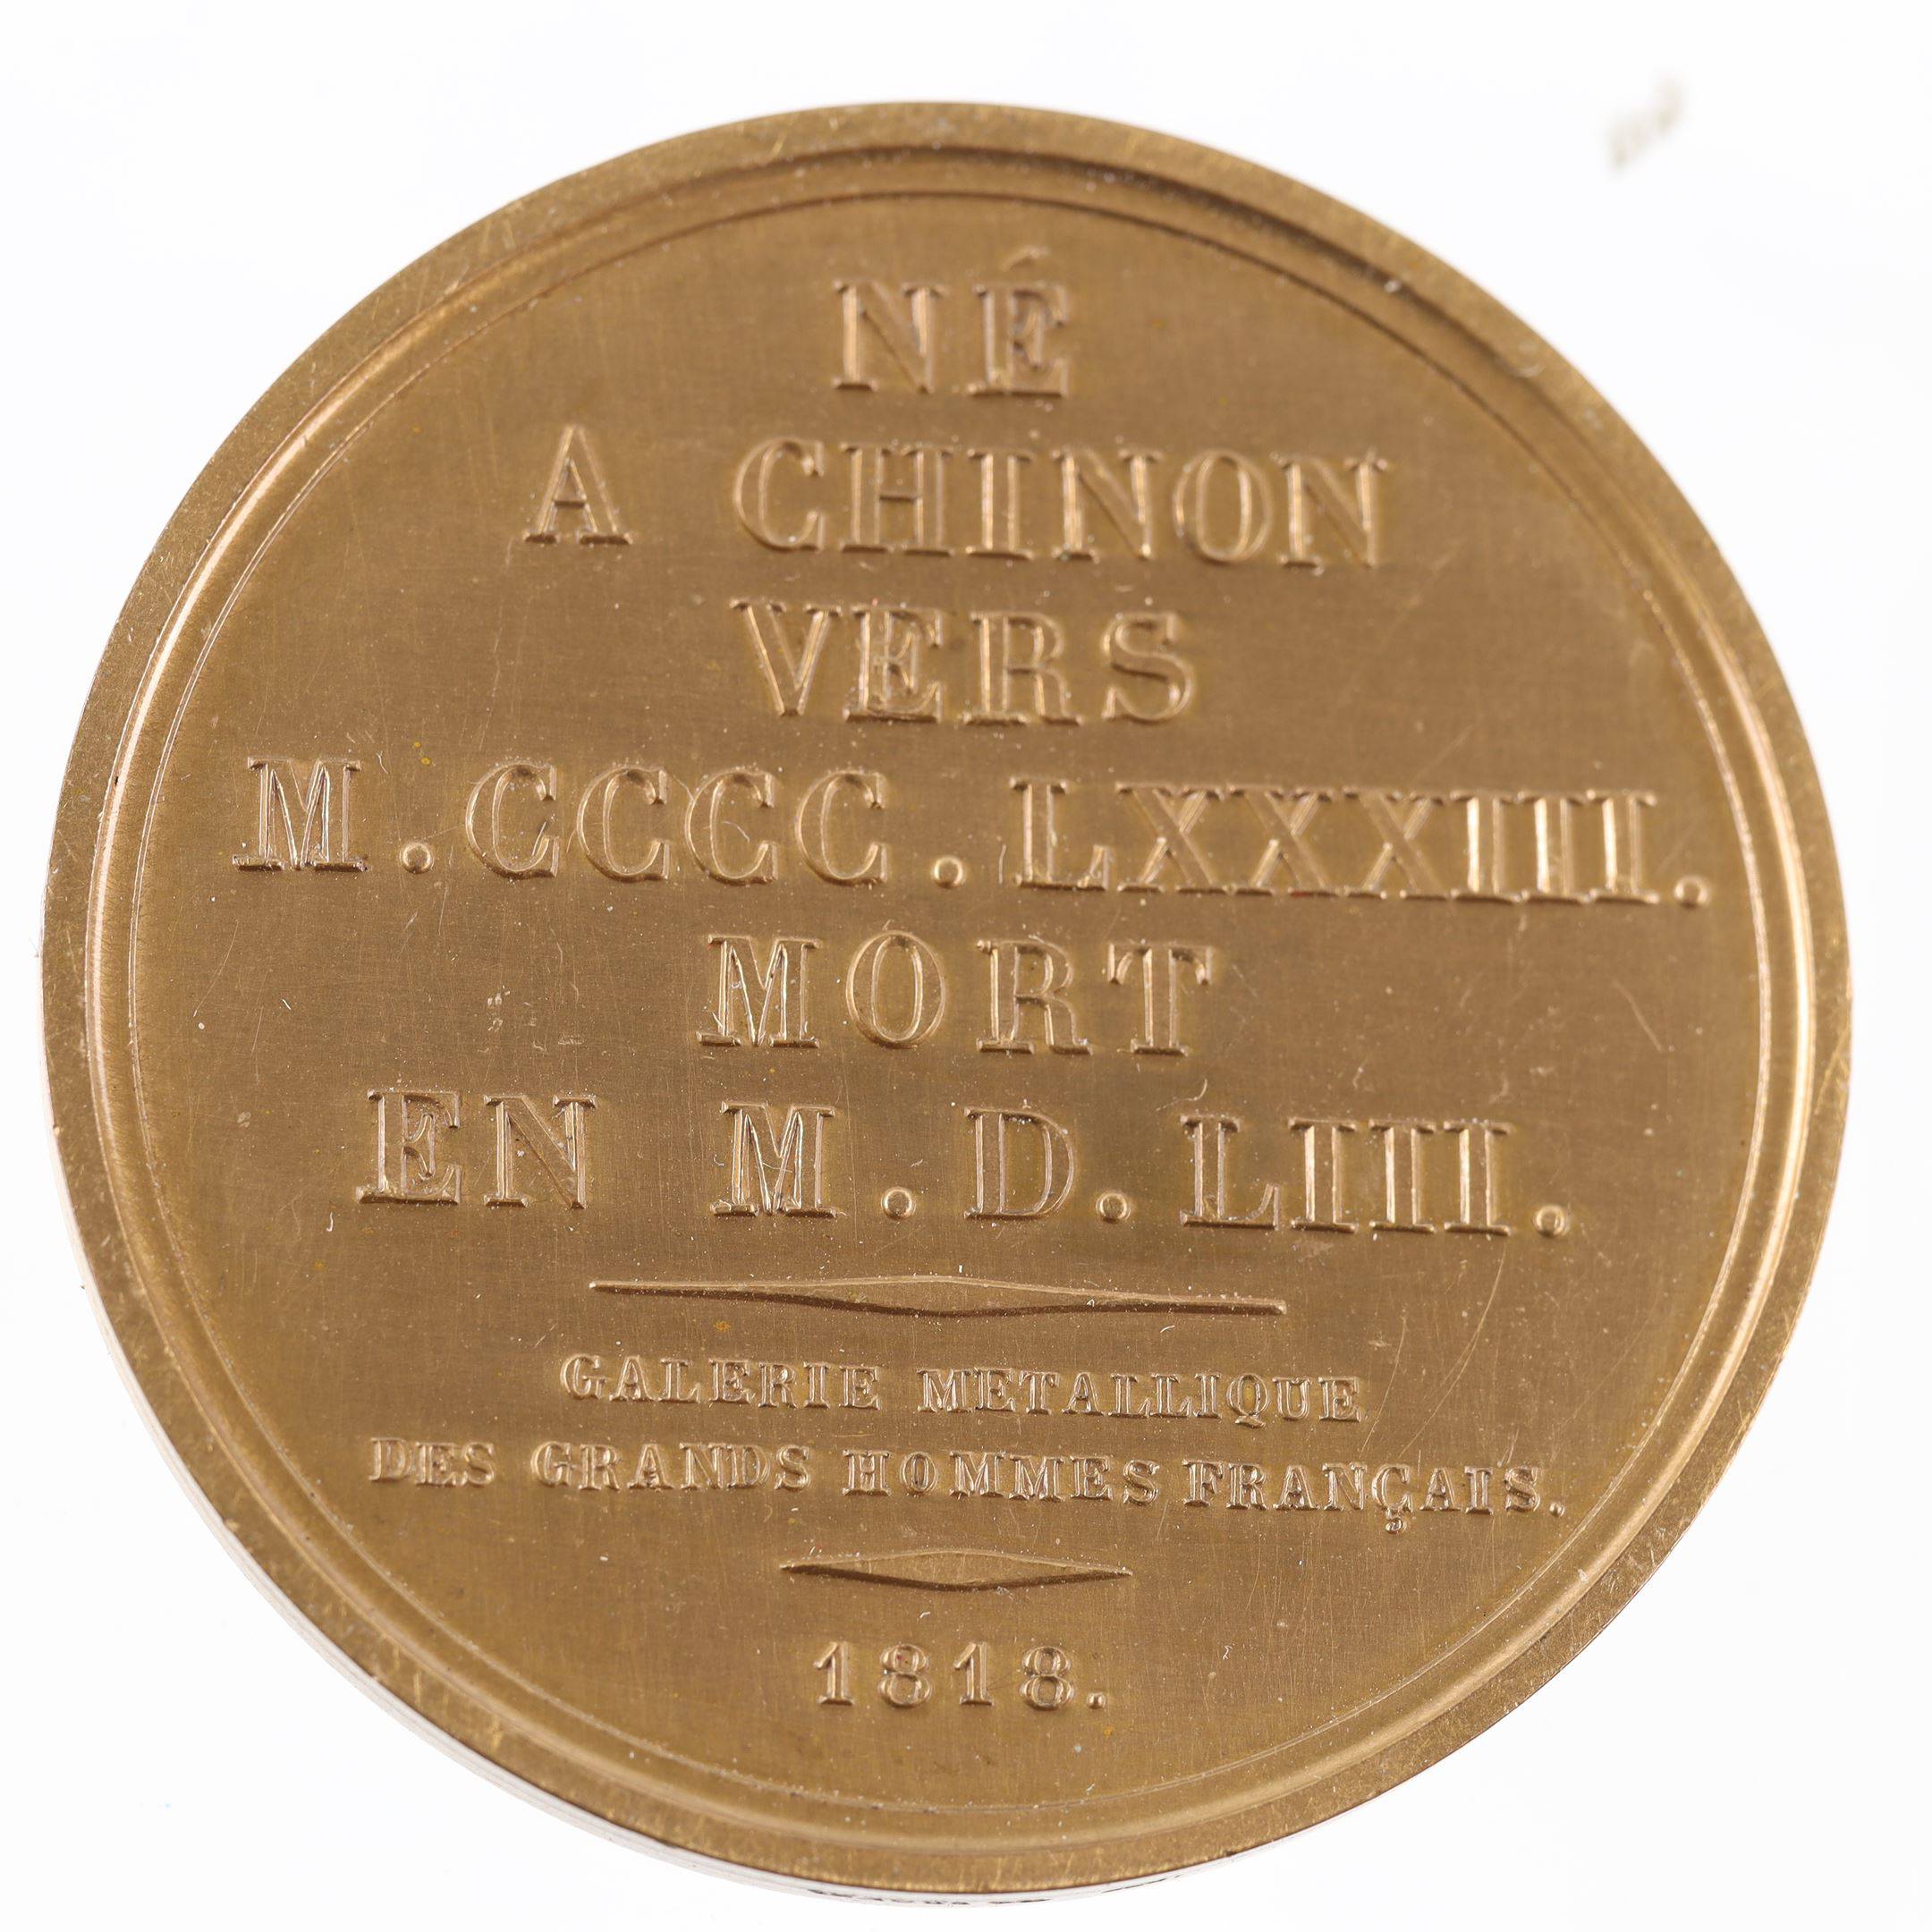 NÉ
A CHINON
VERS
M.CCCC.LXXXIII.
MORT
EN M.D.LIII.
GALERIE METALLIQUE
DES GRANDS HOMMES FRANÇAIS.
1818.